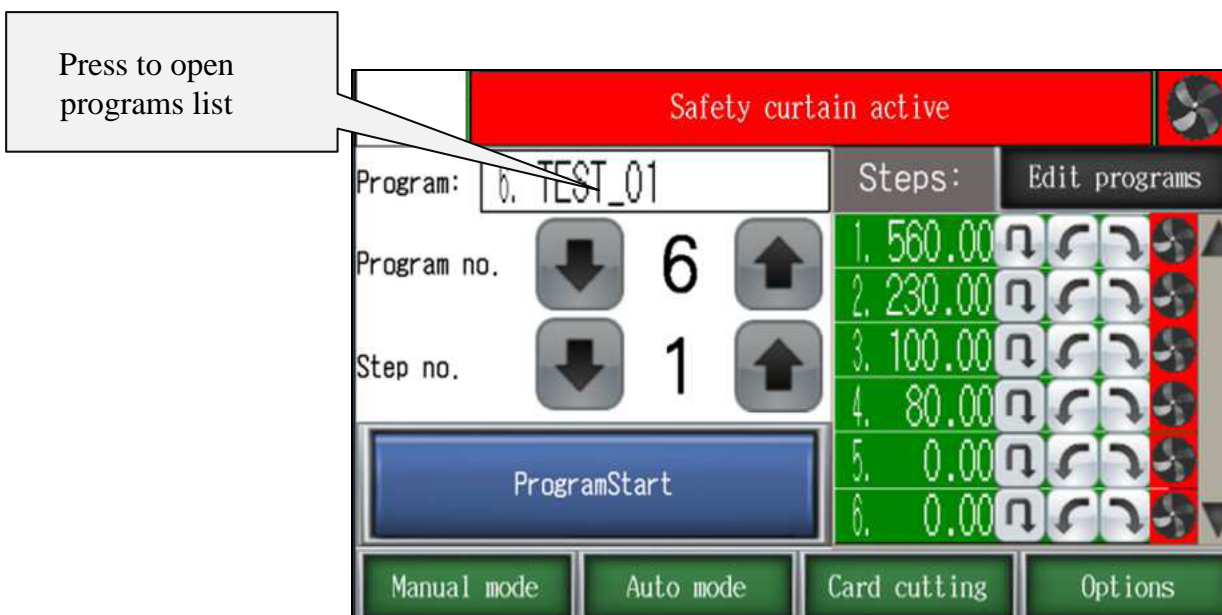 Press to open
programs list
Safety curtain active
Program: 6. TEST_01
Steps: Edit programs
Program no. 6
Step no. 1
1. 560.00
2. 230.00
3. 100.00
4. 80.00
5. 0.00
6. 0.00
ProgramStart
Manual mode Auto mode Card cutting Options